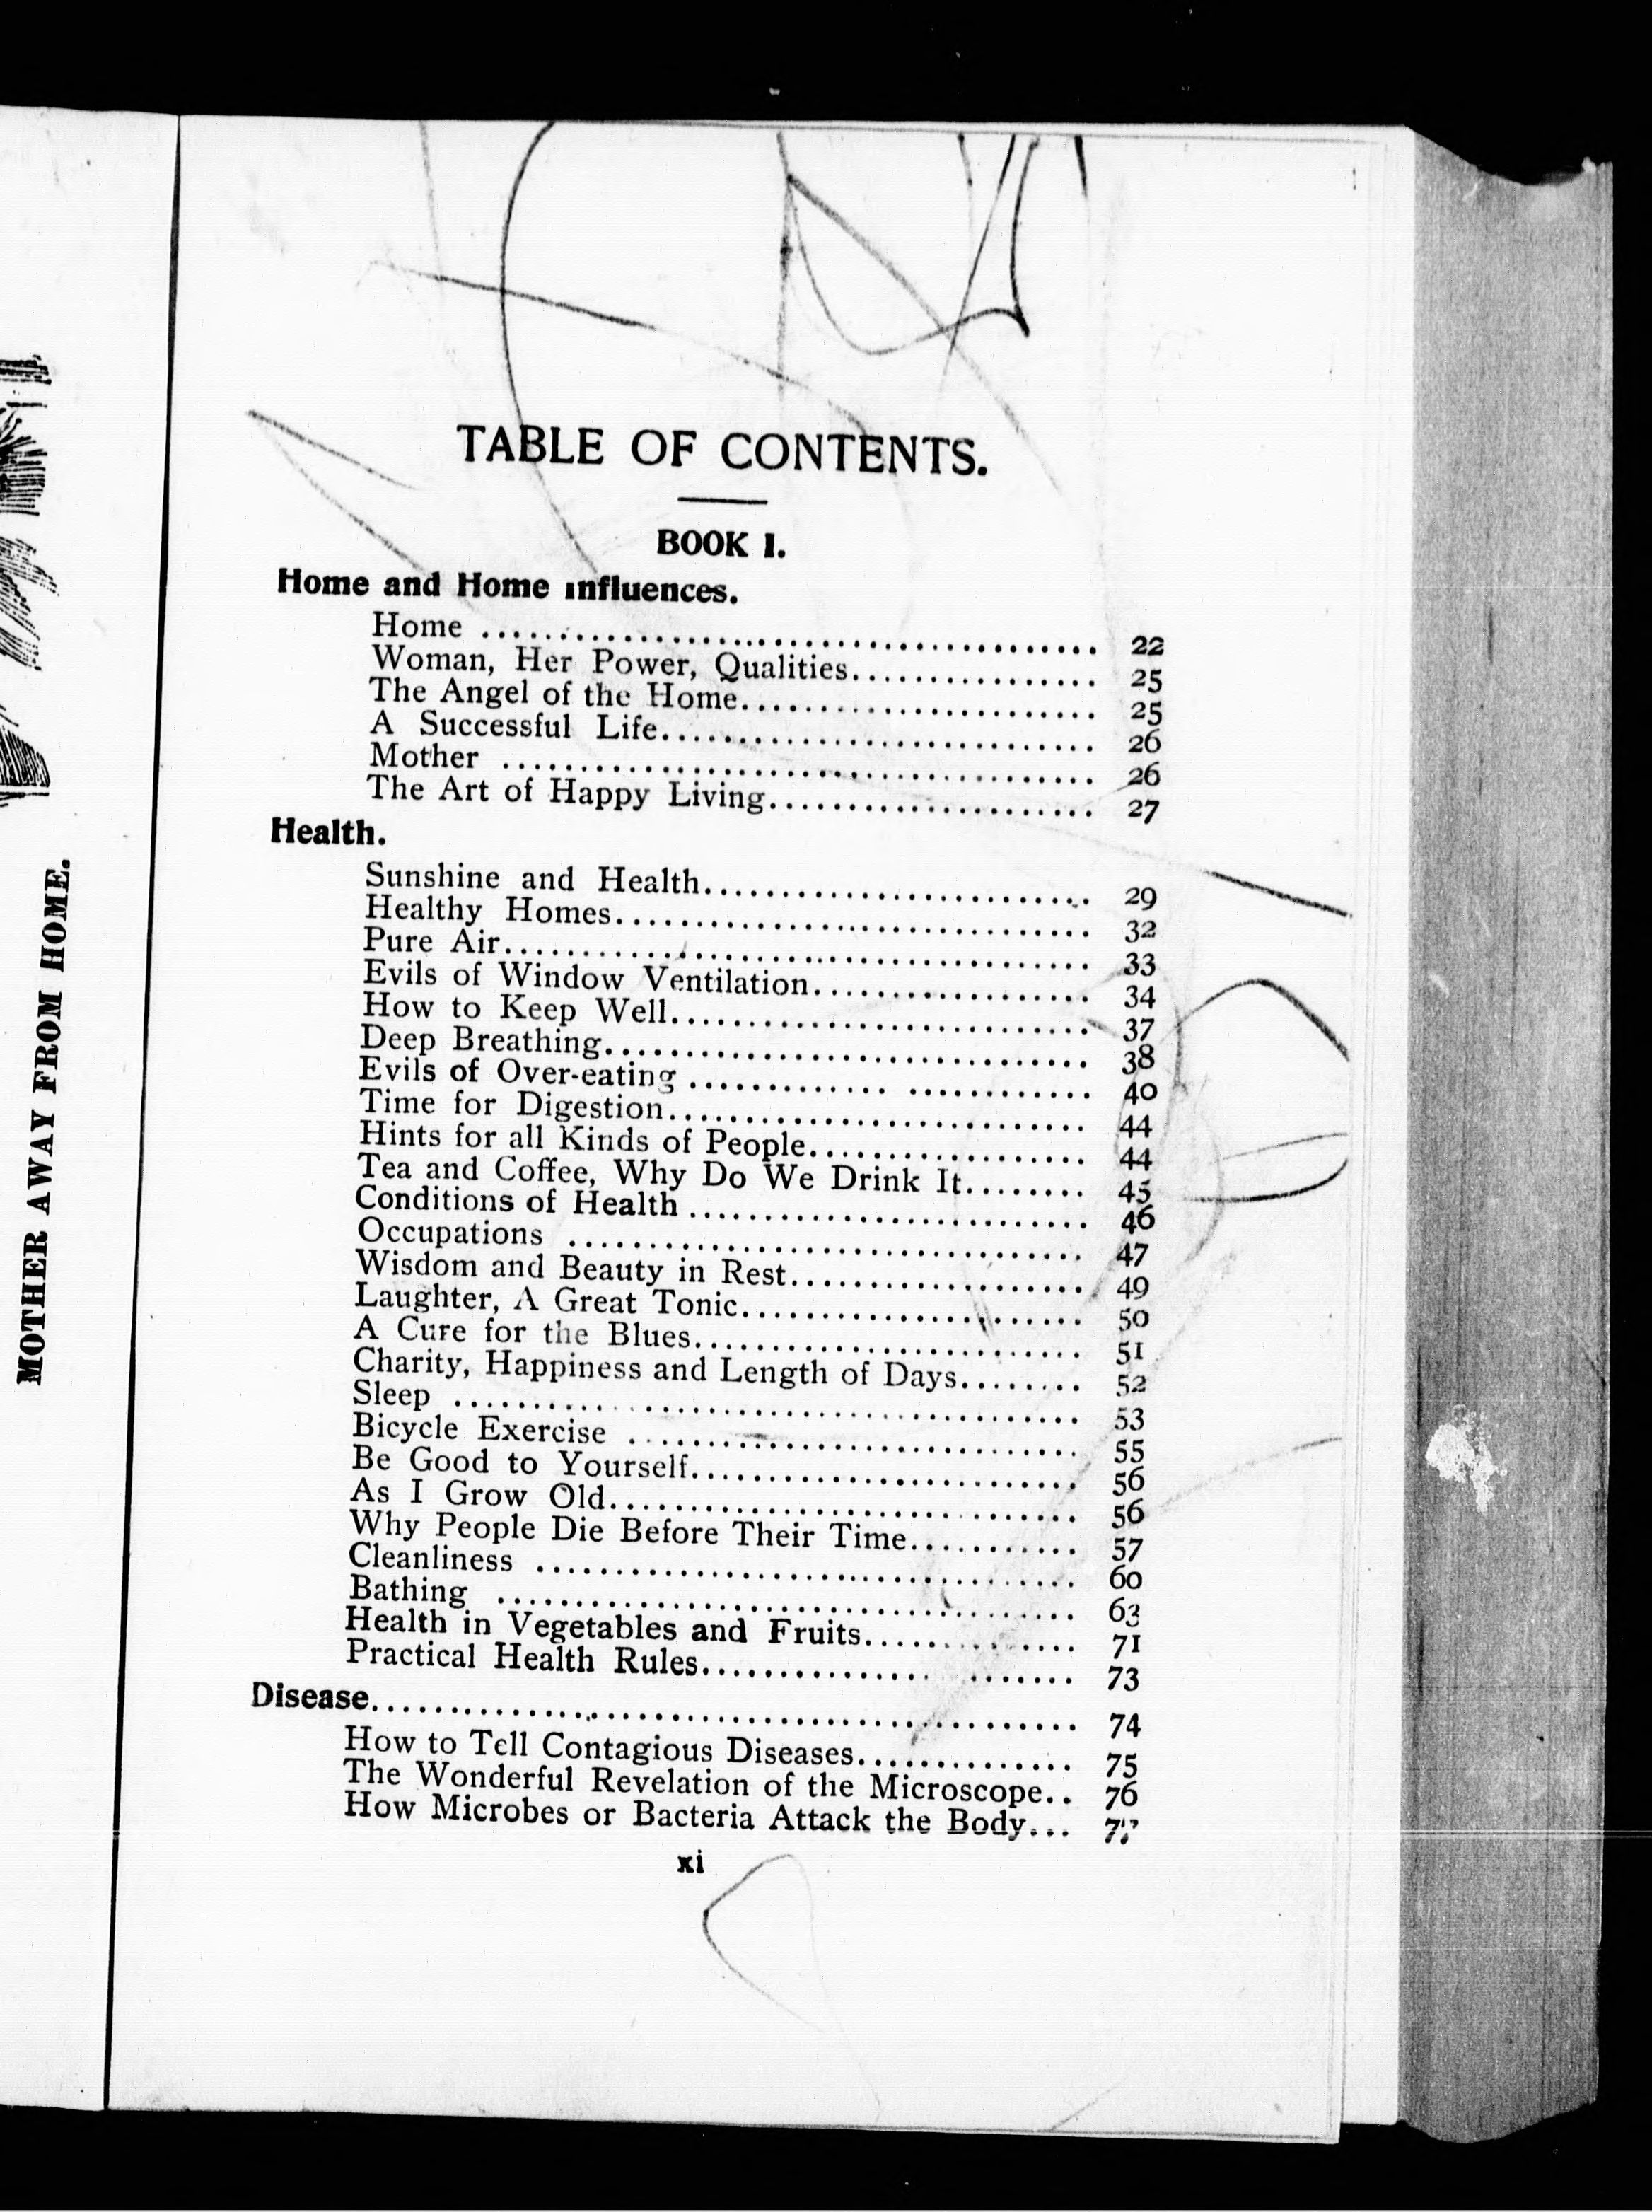 MOTHER AWAY FROM HOME.
TABLE OF CONTENTS.
BOOK I.
Home and Home influences.
Home ........................................ 22
Woman, Her Power, Qualities................ 25
The Angel of the Home....................... 25
A Successful Life............................ 26
Mother ...................................... 26
The Art of Happy Living..................... 27
Health.
Sunshine and Health......................... 29
Healthy Homes............................... 32
Pure Air...................................... 33
Evils of Window Ventilation.................. 34
How to Keep Well........................... 37
Deep Breathing............................... 38
Evils of Over-eating ............. ............ 40
Time for Digestion........................... 44
Hints for all Kinds of People.................. 44
Tea and Coffee, Why Do We Drink It........ 45
Conditions of Health .......................... 46
Occupations ................................. 47
Wisdom and Beauty in Rest................... 49
Laughter, A Great Tonic...................... 50
A Cure for the Blues......................... 51
Charity, Happiness and Length of Days........ 52
Sleep ........................................ 53
Bicycle Exercise ............................. 55
Be Good to Yourself......................... 56
As I Grow Old.............................. 56
Why People Die Before Their Time........... 57
Cleanliness ................................... 60
Bathing ..................................... 63
Health in Vegetables and Fruits.............. 71
Practical Health Rules............... ....... 73
Disease............................................. 74
How to Tell Contagious Diseases.............. 75
The Wonderful Revelation of the Microscope.. 76
How Microbes or Bacteria Attack the Body... 77
xi